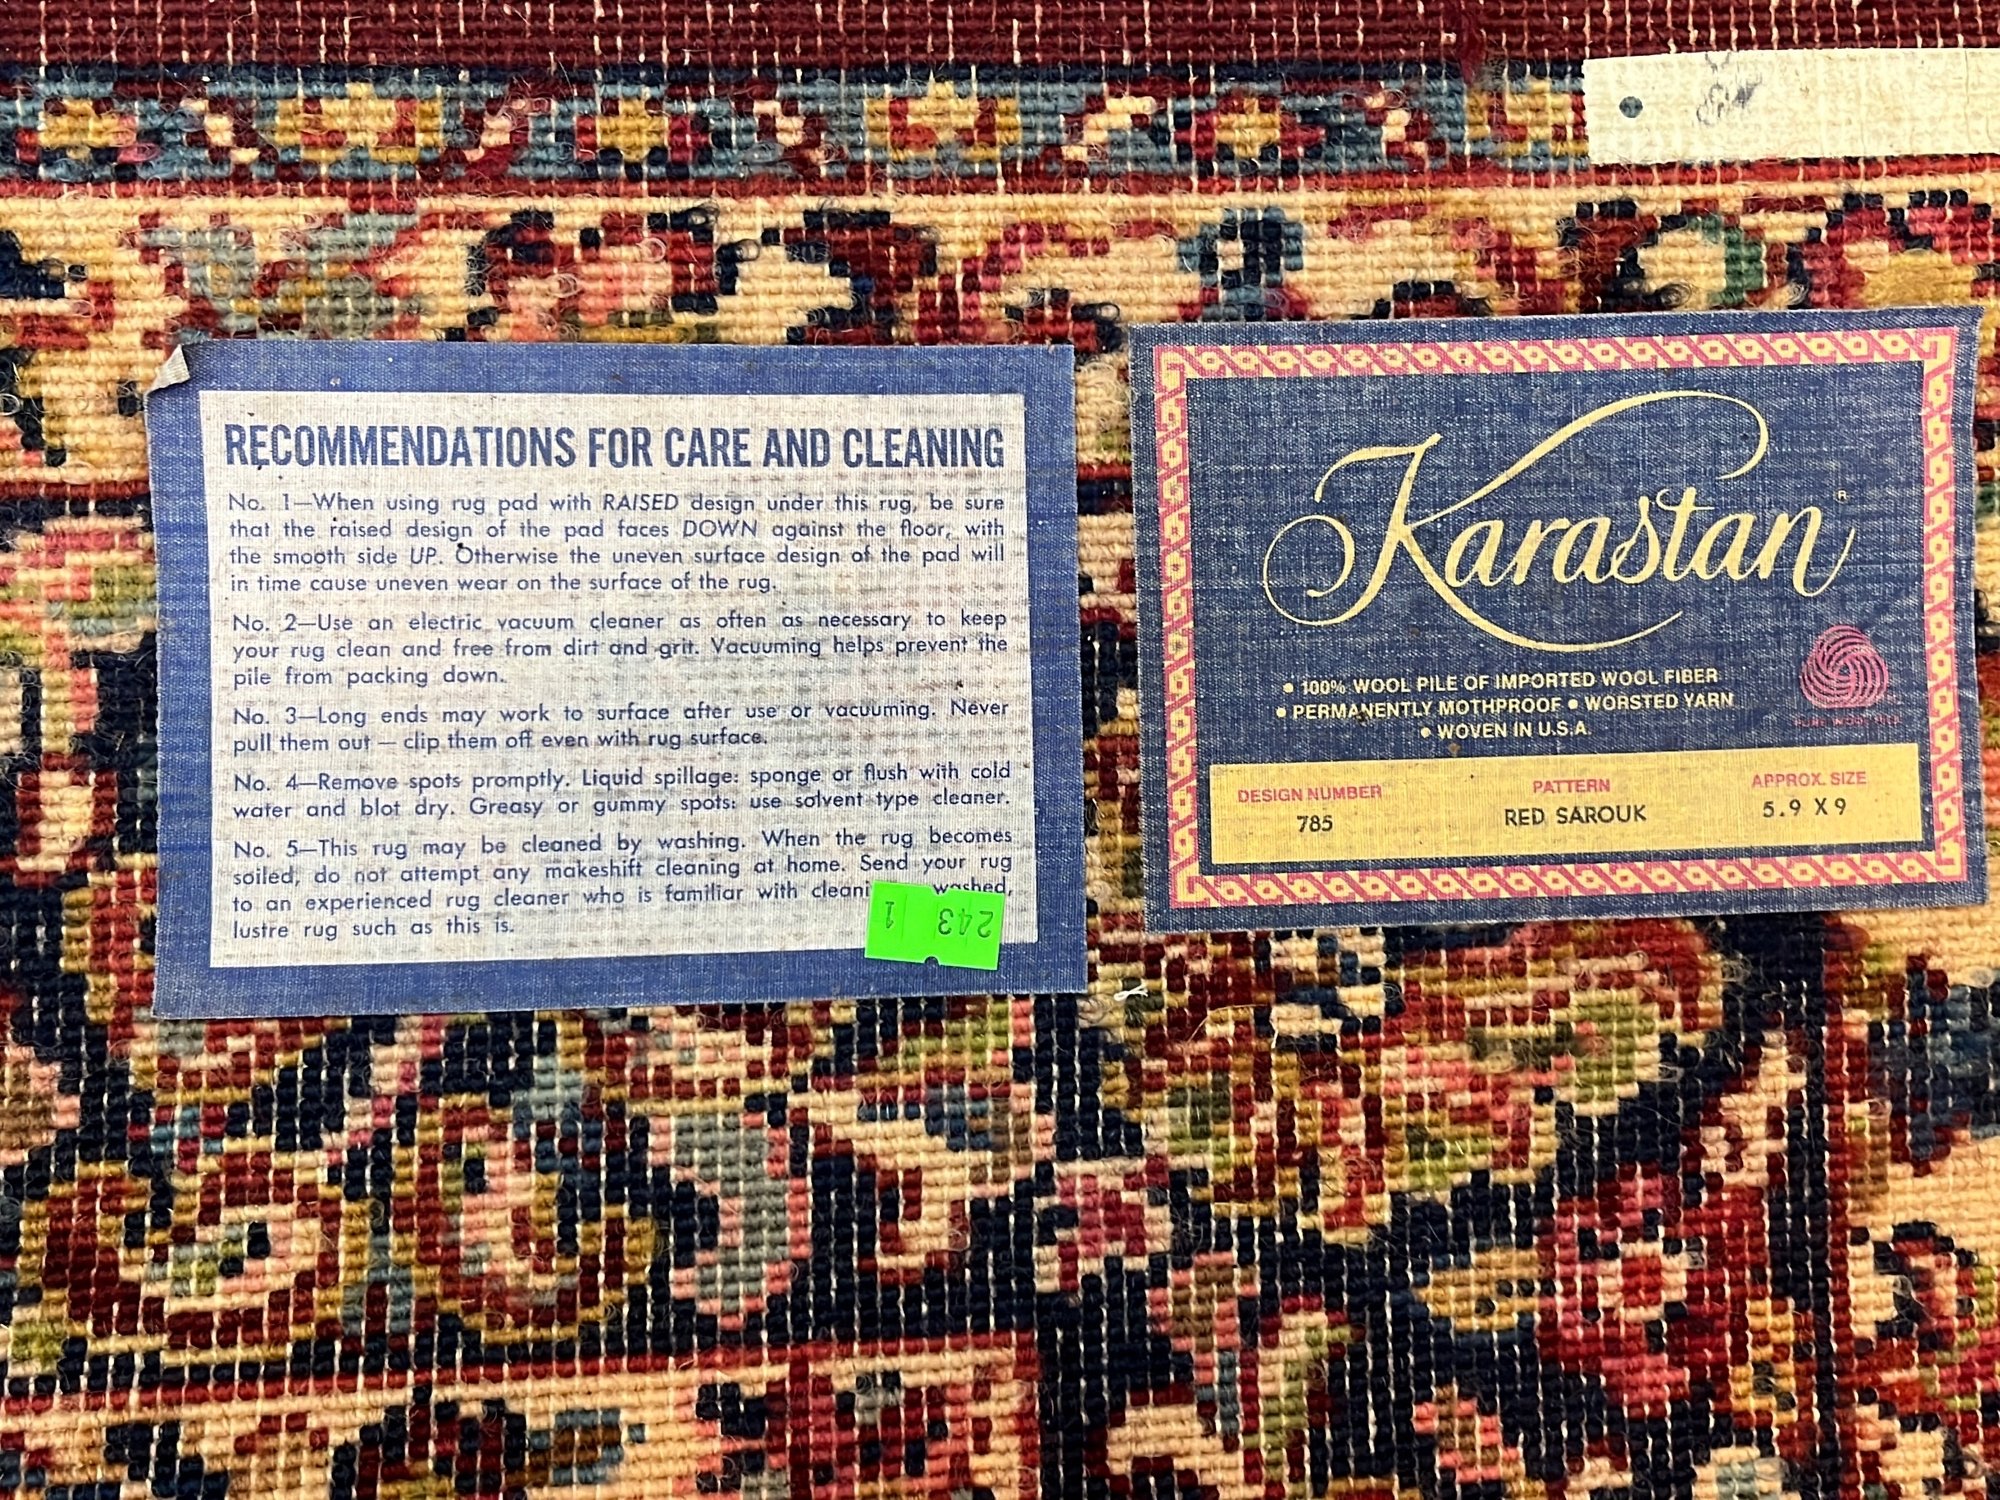 RECOMMENDATIONS FOR CARE AND CLEANING
No. 1—When using rug pad with RAISED design under this rug, be sure
that the raised design of the pad faces DOWN against the floor, with
the smooth side UP. Otherwise the uneven surface design of the pad will
in time cause uneven wear on the surface of the rug.
No. 2—Use an electric vacuum cleaner as often as necessary to keep
your rug clean and free from dirt and grit. Vacuuming helps prevent the
pile from packing down.
No. 3—Long ends may work to surface after use or vacuuming. Never
pull them out — clip them off even with rug surface.
No. 4—Remove spots promptly. Liquid spillage: sponge or flush with cold
water and blot dry. Greasy or gummy spots: use solvent type cleaner.
No. 5—This rug may be cleaned by washing. When the rug becomes
soiled, do not attempt any makeshift cleaning at home. Send your rug
to an experienced rug cleaner who is familiar with cleani washed,
lustre rug such as this is.
243 1
Karastan R
• 100% WOOL PILE OF IMPORTED WOOL FIBER
• PERMANENTLY MOTHPROOF • WORSTED YARN
• WOVEN IN U.S.A.
PURE WOOL PILE
DESIGN NUMBER PATTERN APPROX. SIZE
785 RED SAROUK 5.9 X 9